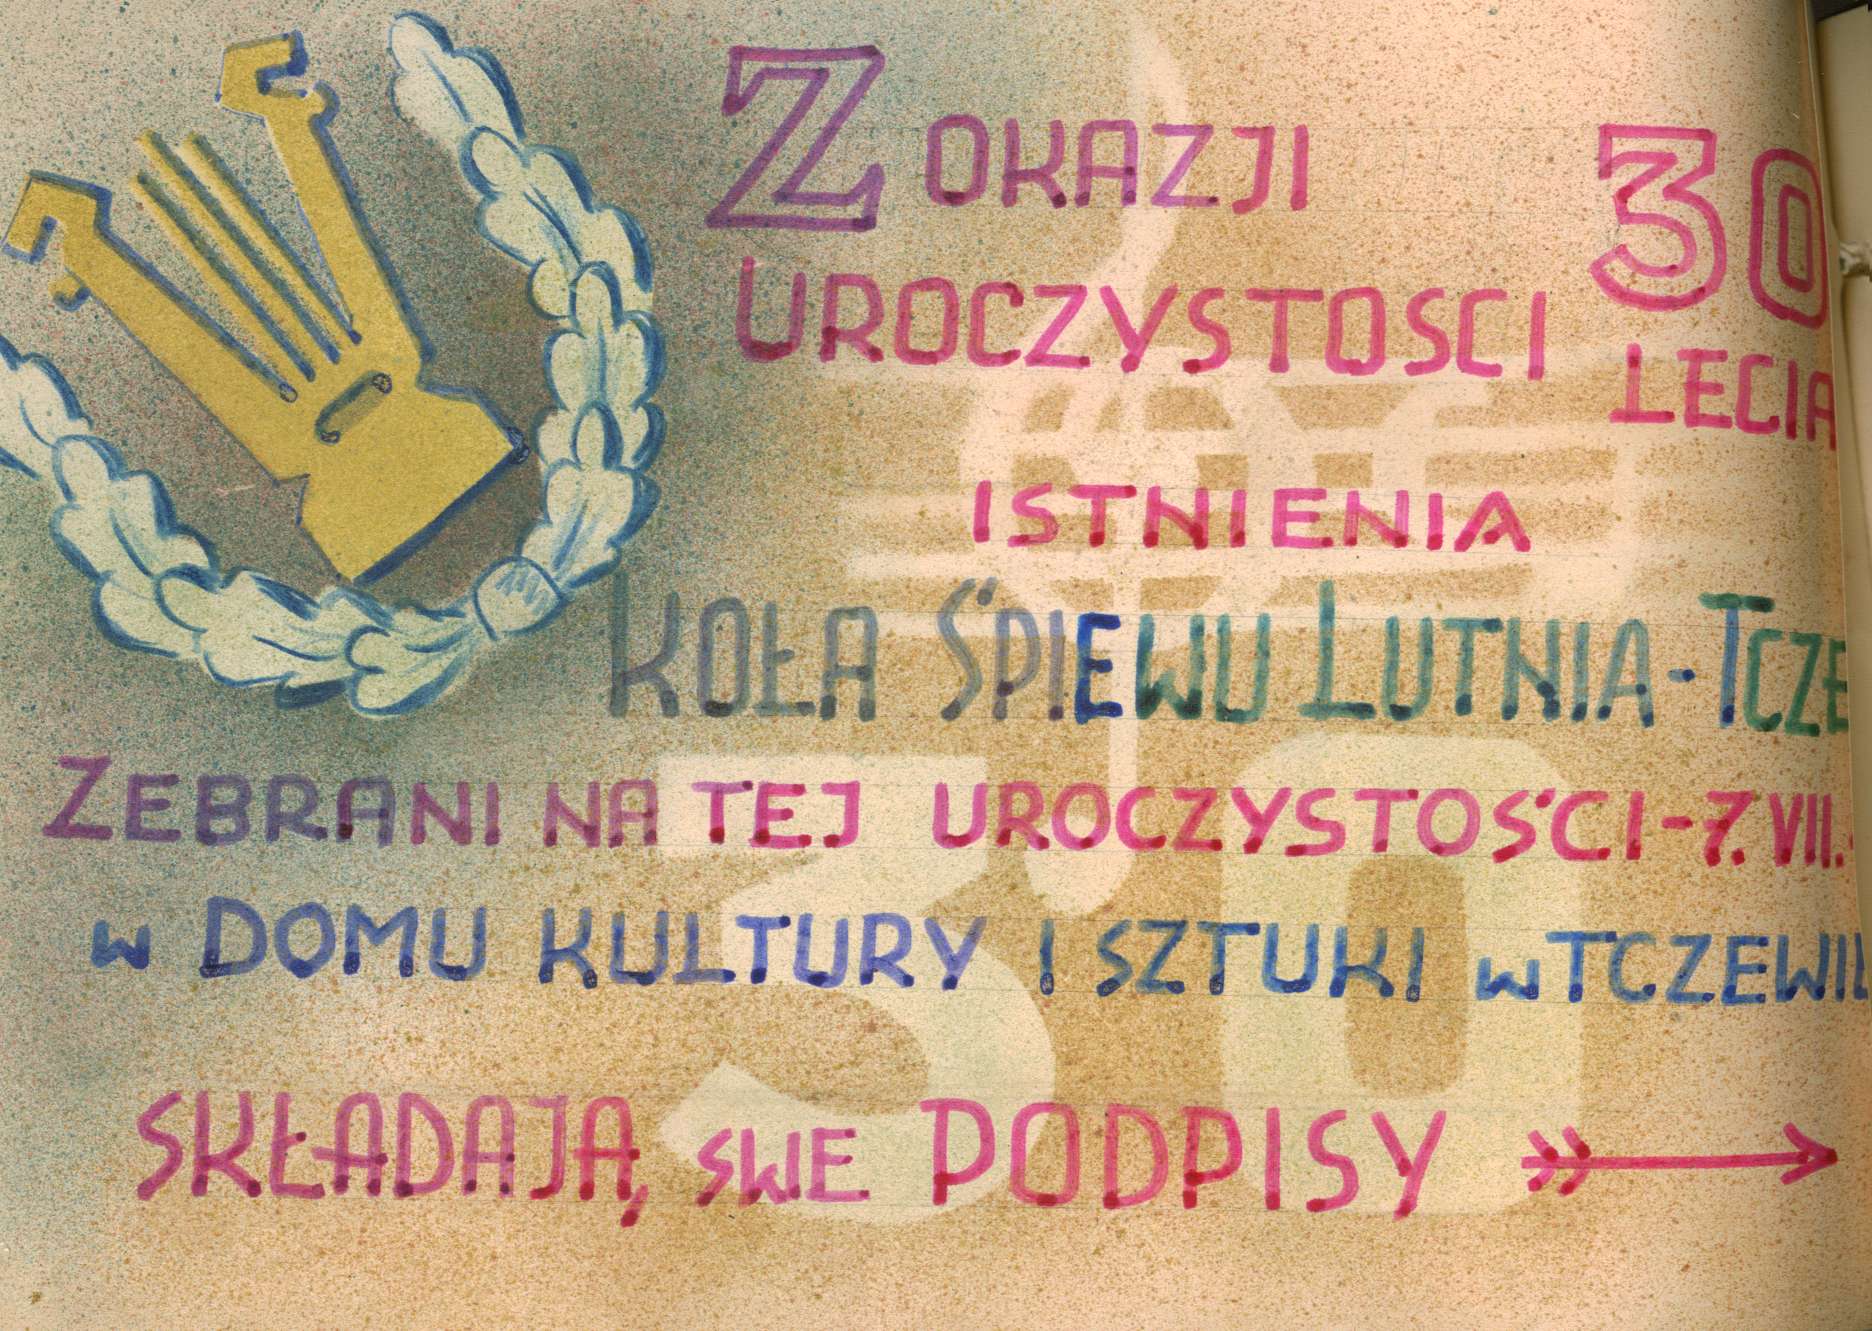 Z OKAZJI 30
UROCZYSTOSCI LECIA
ISTNIENIA
KOŁA ŚPIEWU LUTNIA-TCZE
ZEBRANI NA TEJ UROCZYSTOŚCI-7.VII.
W DOMU KULTURY I SZTUKI W TCZEWIE
SKŁADAJĄ SWE PODPISY
30